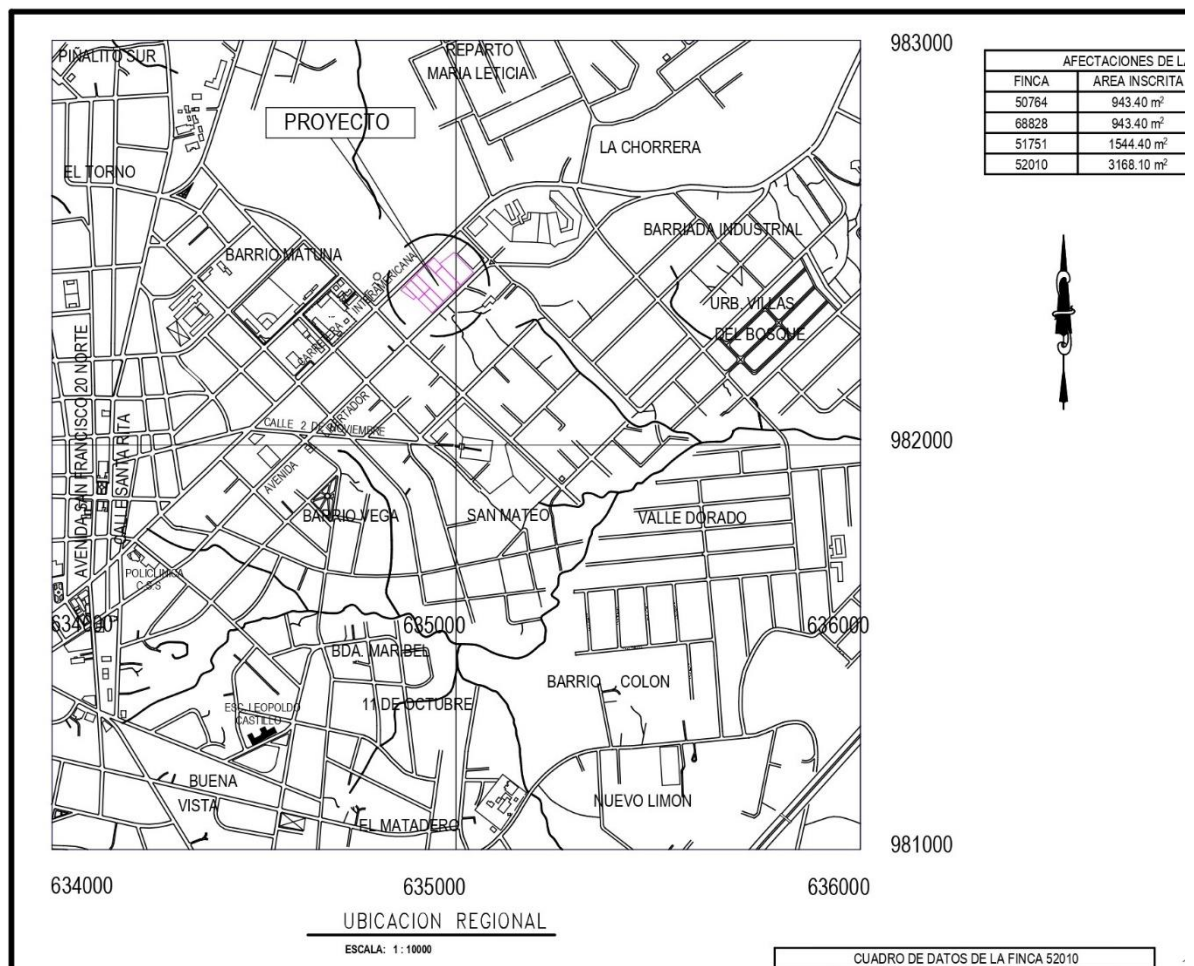 983000
PIÑALITO SUR
REPARTO
MARIA LETICIA
PROYECTO
LA CHORRERA
EL TORNO
BARRIADA INDUSTRIAL
BARRIO MATUNA
CARRETERA INTERAMERICANA
URB. VILLAS
DEL BOSQUE
AVENIDA SAN FRANCISCO 20 NORTE
CALLE SANTA RITA
CALLE 2 DE NOVIEMBRE
AVENIDA EL LIBERTADOR
982000
BARRIO VEGA
SAN MATEO
VALLE DORADO
POLICLINICA
C.S.S
634000
635000
636000
BDA. MARIBEL
BARRIO COLON
11 DE OCTUBRE
ESC. LEOPOLDO
CASTILLO
BUENA
VISTA
NUEVO LIMON
EL MATADERO
981000
634000
635000
636000
UBICACION REGIONAL
ESCALA: 1 : 10000
AFECTACIONES DE LA
FINCA AREA INSCRITA
50764 943.40 m²
68828 943.40 m²
51751 1544.40 m²
52010 3168.10 m²
CUADRO DE DATOS DE LA FINCA 52010